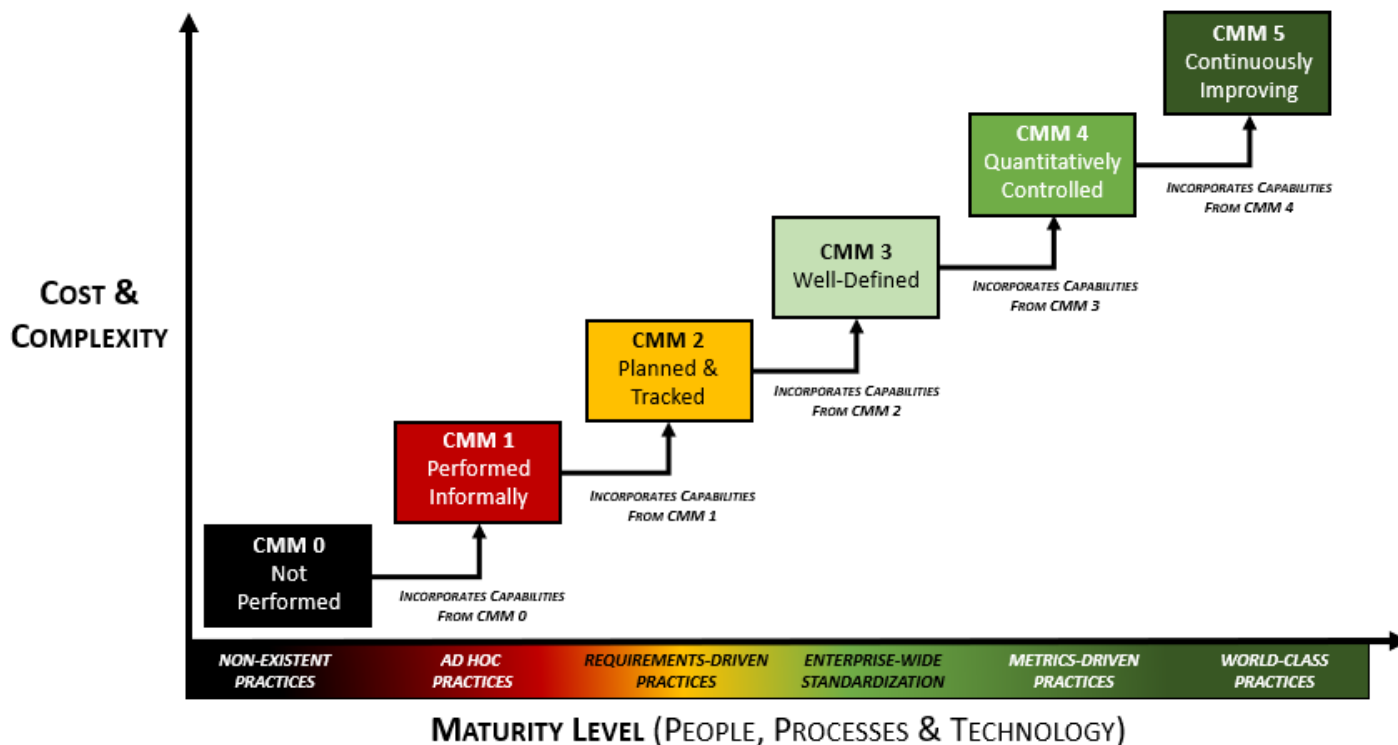 CMM 5
Continuously
Improving
CMM 4
Quantitatively
Controlled
INCORPORATES CAPABILITIES
FROM CMM 4
CMM 3
Well-Defined
INCORPORATES CAPABILITIES
FROM CMM 3
COST &
COMPLEXITY
CMM 2
Planned &
Tracked
INCORPORATES CAPABILITIES
FROM CMM 2
CMM 1
Performed
Informally
INCORPORATES CAPABILITIES
FROM CMM 1
CMM 0
Not
Performed
INCORPORATES CAPABILITIES
FROM CMM 0
NON-EXISTENT
PRACTICES
AD HOC
PRACTICES
REQUIREMENTS-DRIVEN
PRACTICES
ENTERPRISE-WIDE
STANDARDIZATION
METRICS-DRIVEN
PRACTICES
WORLD-CLASS
PRACTICES
MATURITY LEVEL (PEOPLE, PROCESSES & TECHNOLOGY)